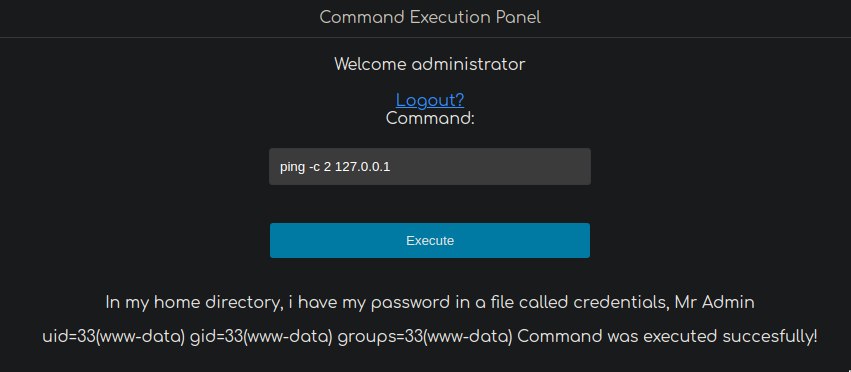 Command Execution Panel
Welcome administrator
Logout?
Command:
ping -c 2 127.0.0.1
Execute
In my home directory, i have my password in a file called credentials, Mr Admin
uid=33(www-data) gid=33(www-data) groups=33(www-data) Command was executed succesfully!